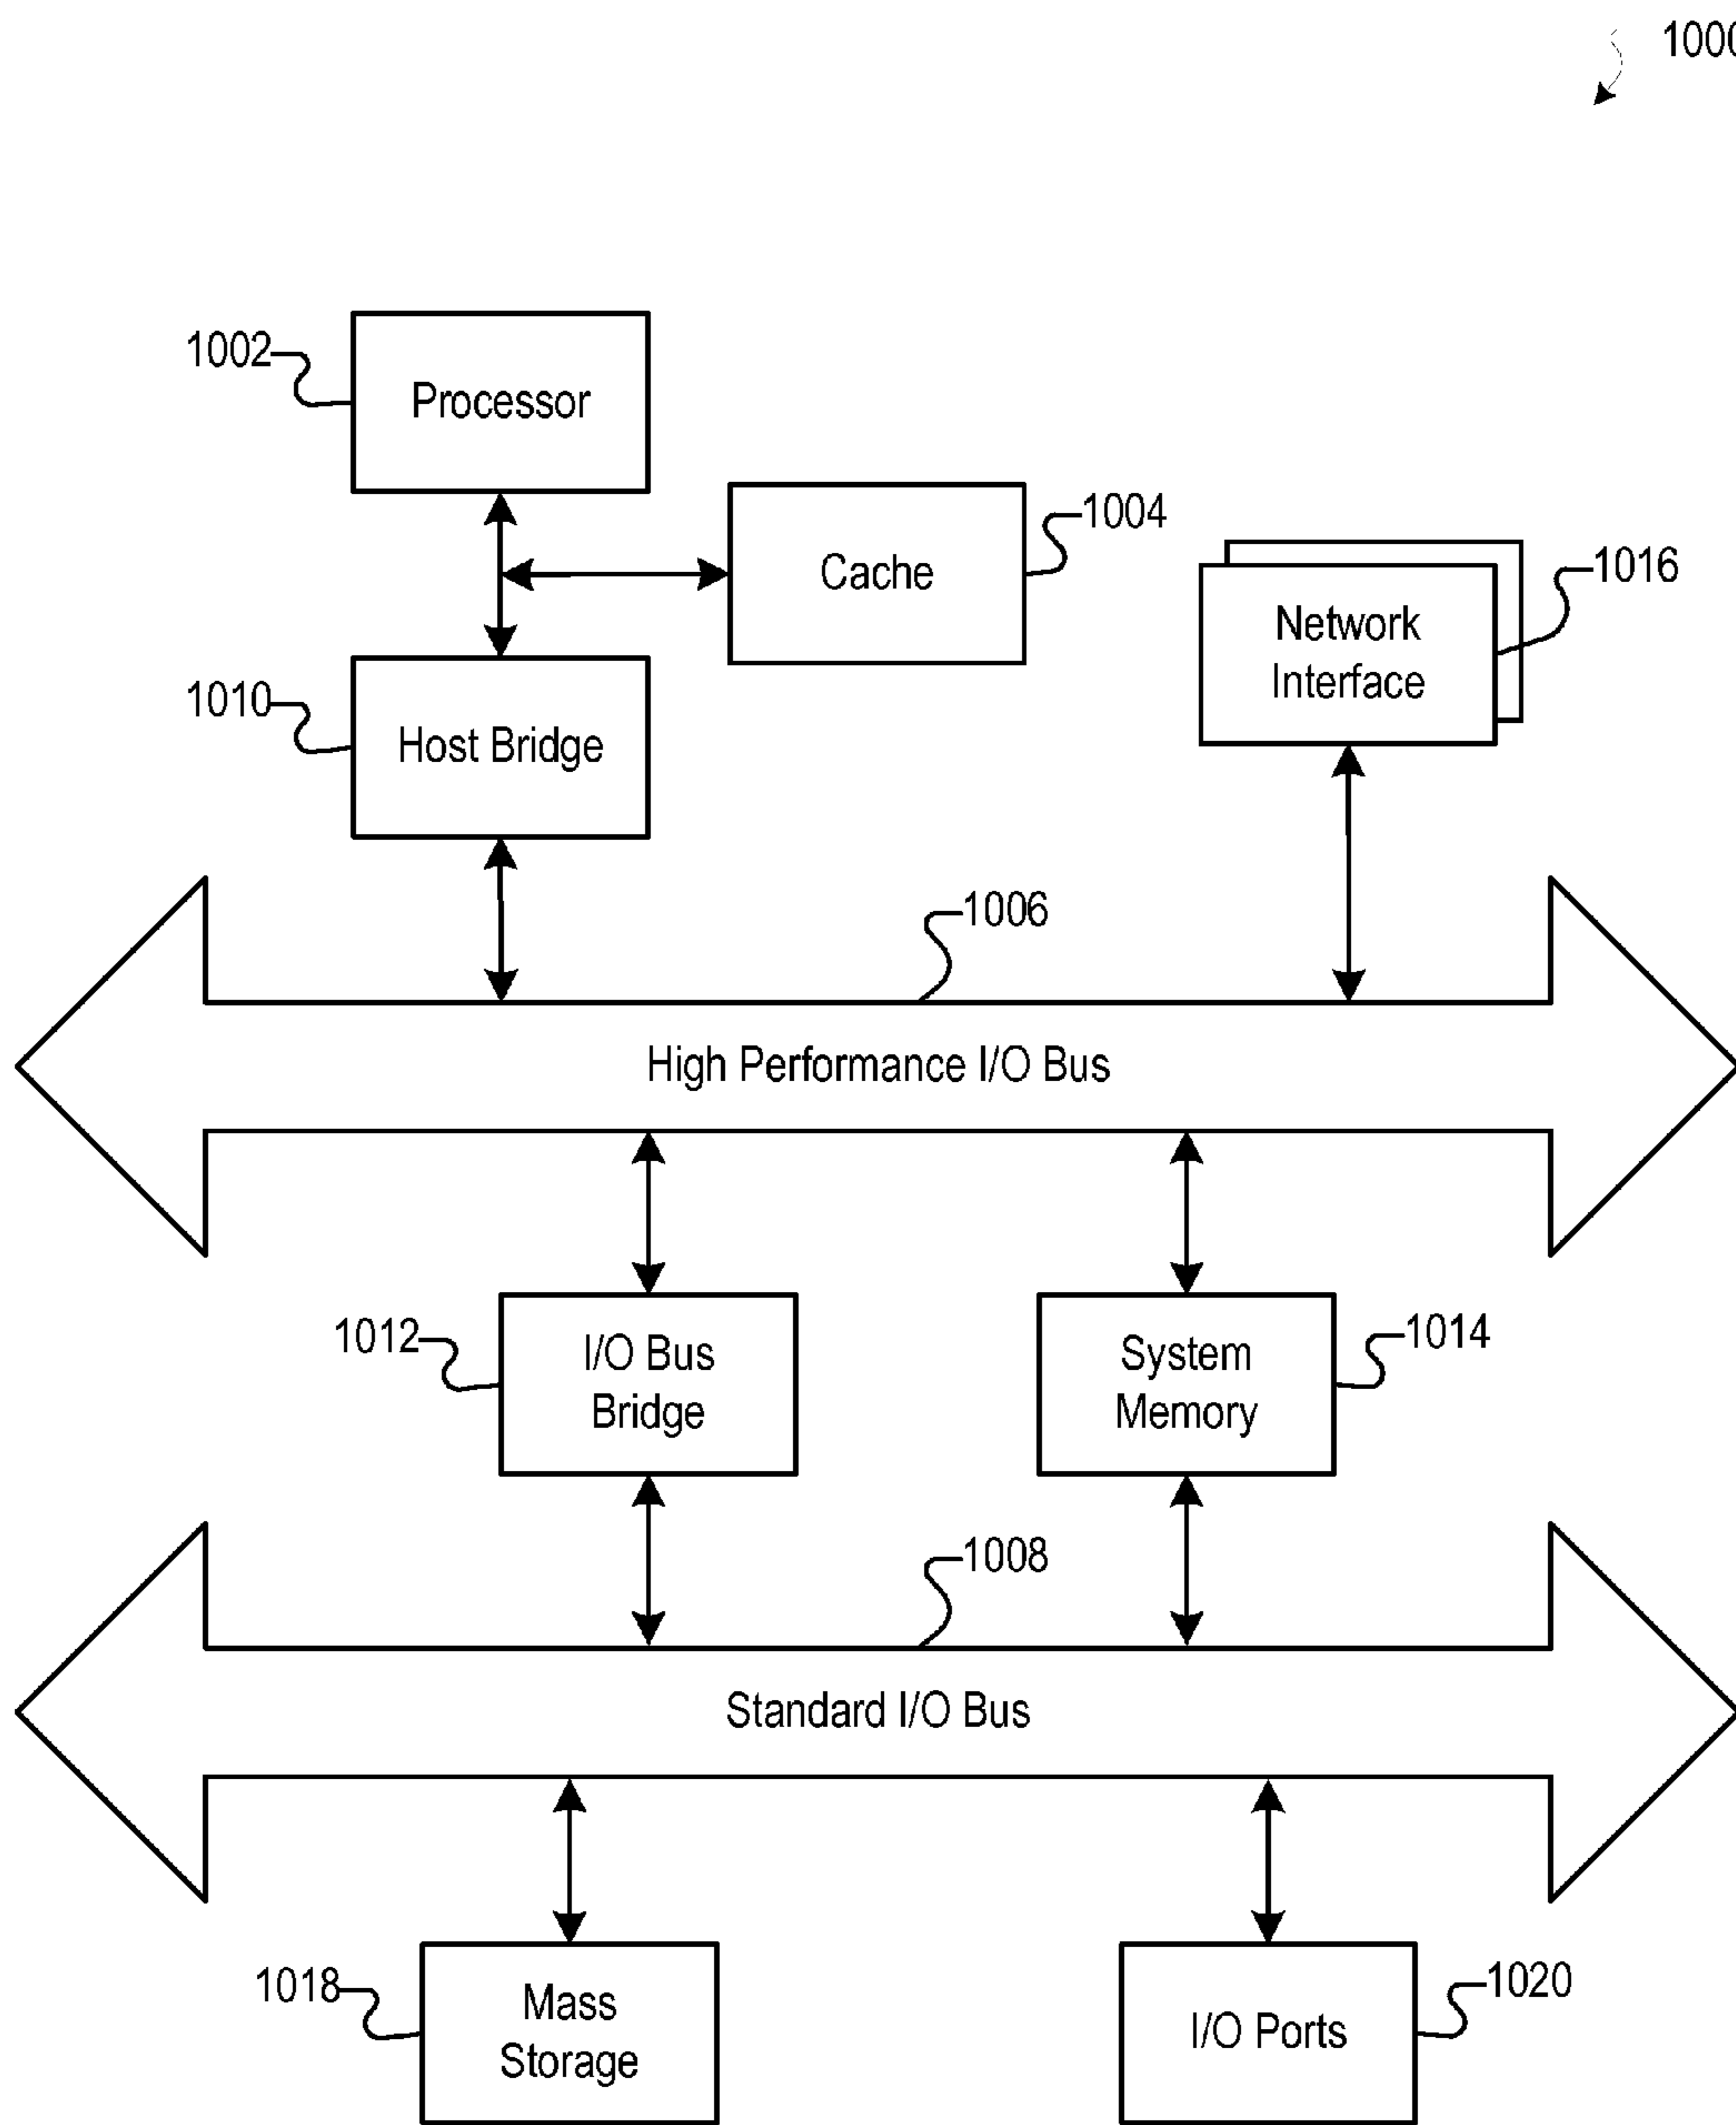 1000
1002
Processor
1004
Cache
1016
Network
Interface
1010
Host Bridge
1006
High Performance I/O Bus
1012
I/O Bus
Bridge
System
Memory
1014
1008
Standard I/O Bus
1018
Mass
Storage
I/O Ports
1020